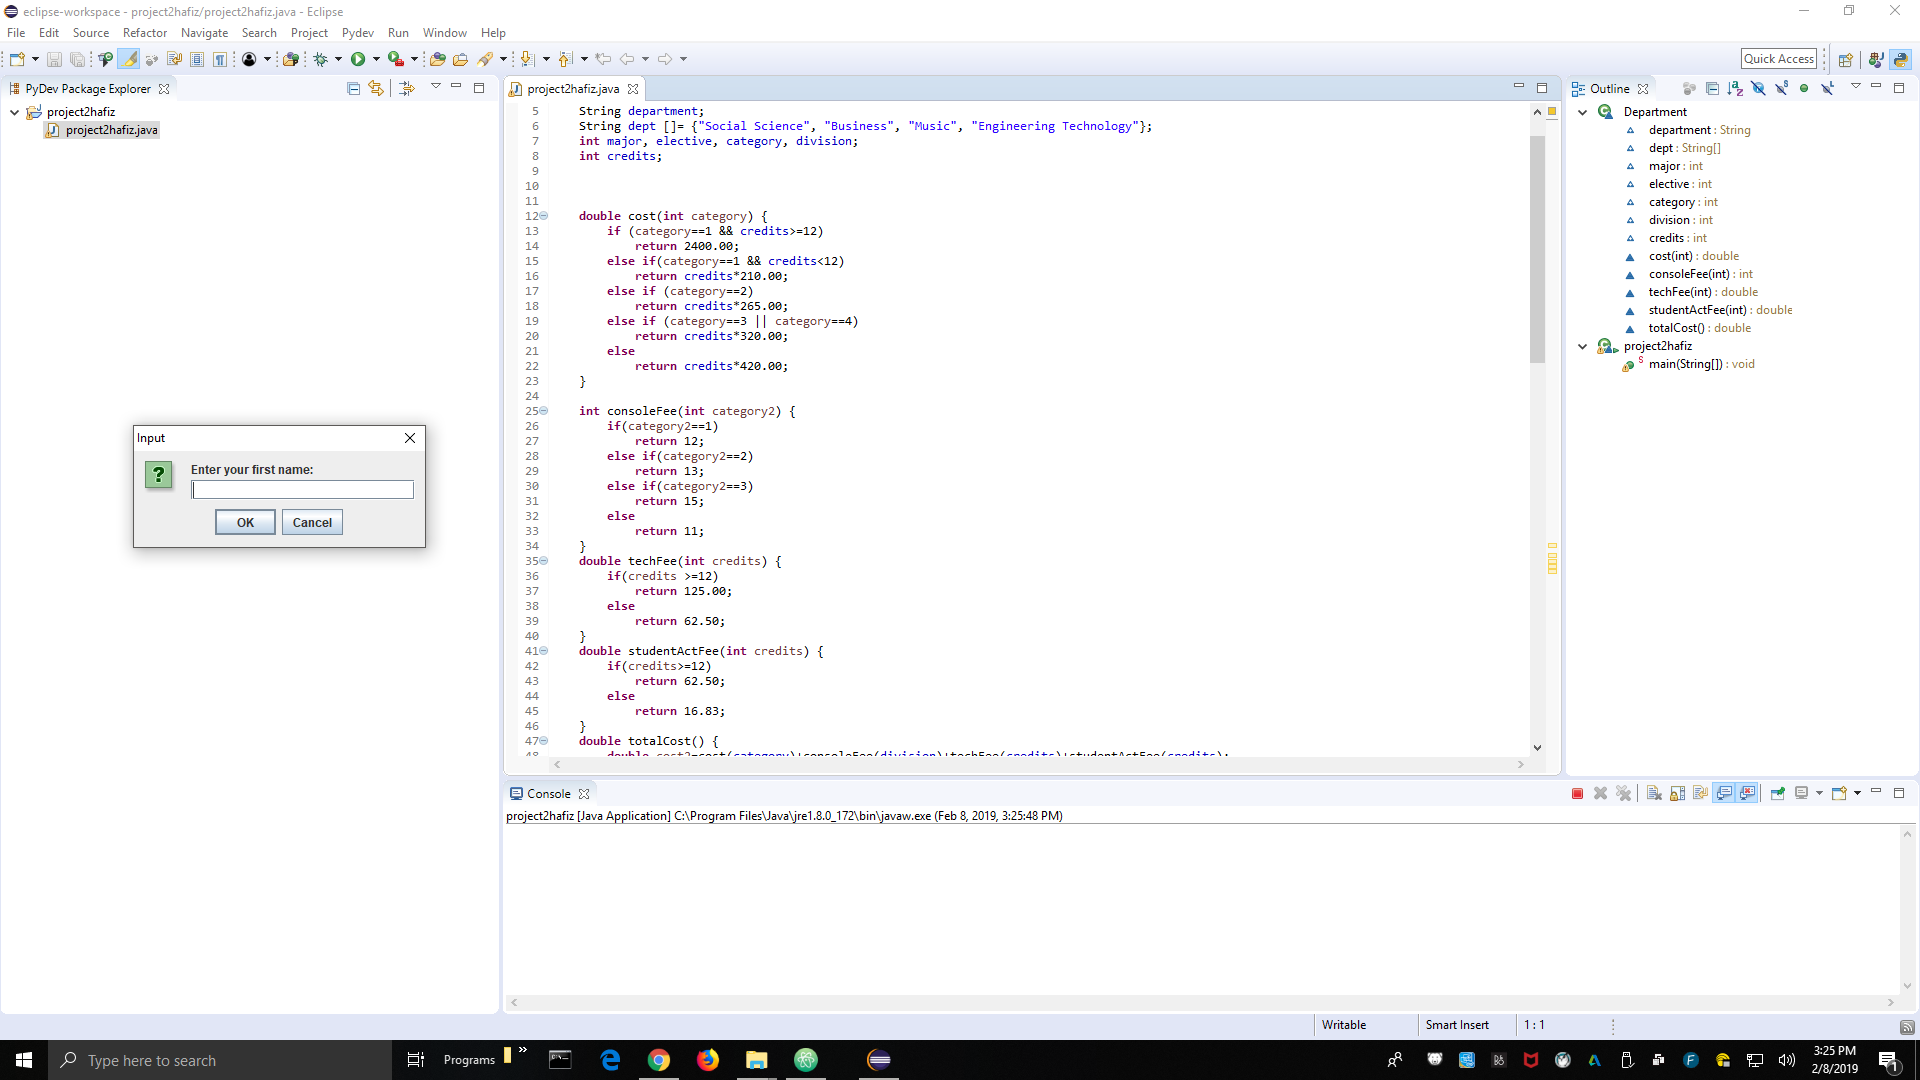 eclipse-workspace - project2hafiz/project2hafiz.java - Eclipse
File Edit Source Refactor Navigate Search Project Pydev Run Window Help
Quick Access
PyDev Package Explorer
project2hafiz
project2hafiz.java
Input
Enter your first name:
OK Cancel
project2hafiz.java
5 String department;
6 String dept []= {"Social Science", "Business", "Music", "Engineering Technology"};
7 int major, elective, category, division;
8 int credits;
9
10
11
12 double cost(int category) {
13 if (category==1 && credits>=12)
14 return 2400.00;
15 else if(category==1 && credits<12)
16 return credits*210.00;
17 else if (category==2)
18 return credits*265.00;
19 else if (category==3 || category==4)
20 return credits*320.00;
21 else
22 return credits*420.00;
23 }
24
25 int consoleFee(int category2) {
26 if(category2==1)
27 return 12;
28 else if(category2==2)
29 return 13;
30 else if(category2==3)
31 return 15;
32 else
33 return 11;
34 }
35 double techFee(int credits) {
36 if(credits >=12)
37 return 125.00;
38 else
39 return 62.50;
40 }
41 double studentActFee(int credits) {
42 if(credits>=12)
43 return 62.50;
44 else
45 return 16.83;
46 }
47 double totalCost() {
48 double cost2=cost(category)+consoleFee(division)+techFee(credits)+studentActFee(credits);
Outline
Department
department : String
dept : String[]
major : int
elective : int
category : int
division : int
credits : int
cost(int) : double
consoleFee(int) : int
techFee(int) : double
studentActFee(int) : double
totalCost() : double
project2hafiz
main(String[]) : void
Console
project2hafiz [Java Application] C:\Program Files\Java\jre1.8.0_172\bin\javaw.exe (Feb 8, 2019, 3:25:48 PM)
Writable Smart Insert 1 : 1
Type here to search
Programs
3:25 PM
2/8/2019
1